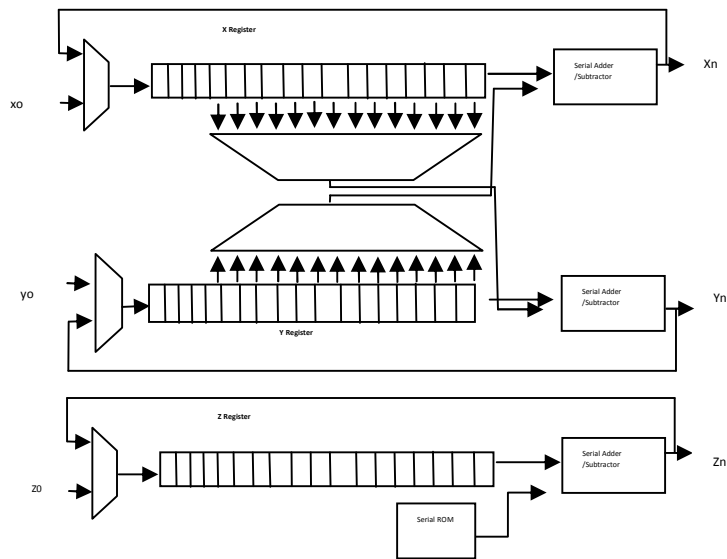 X Register
Serial Adder
/Subtractor
Xn
xo
yo
Serial Adder
/Subtractor
Yn
Y Register
Z Register
Serial Adder
/Subtractor
Zn
Z0
Serial ROM